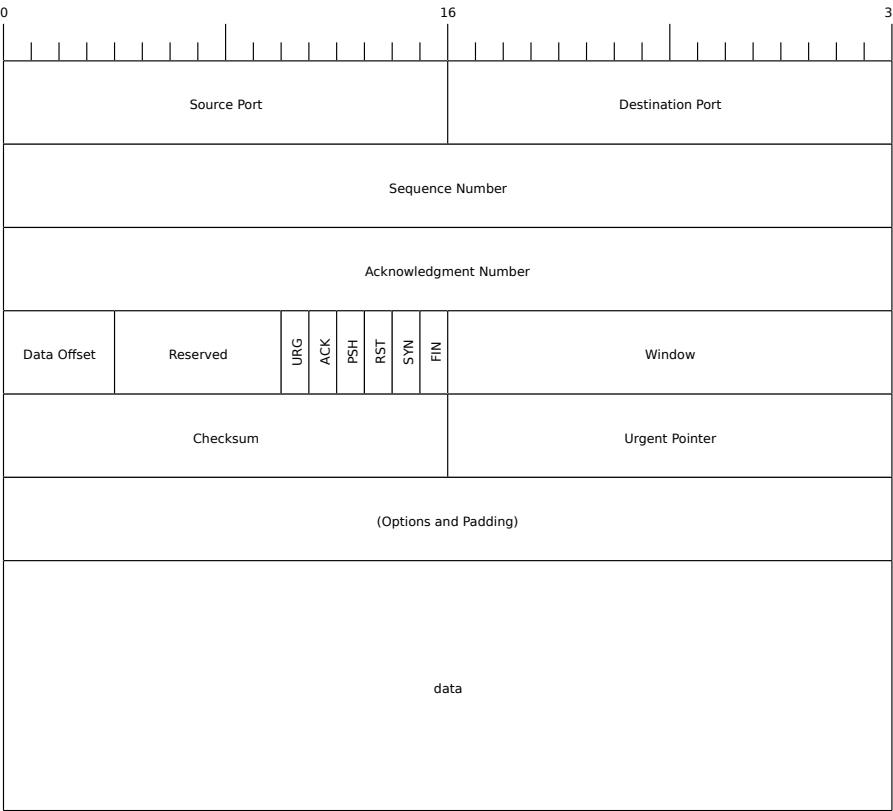 0 16 3
Source Port Destination Port
Sequence Number
Acknowledgment Number
Data Offset Reserved URG ACK PSH RST SYN FIN Window
Checksum Urgent Pointer
(Options and Padding)
data